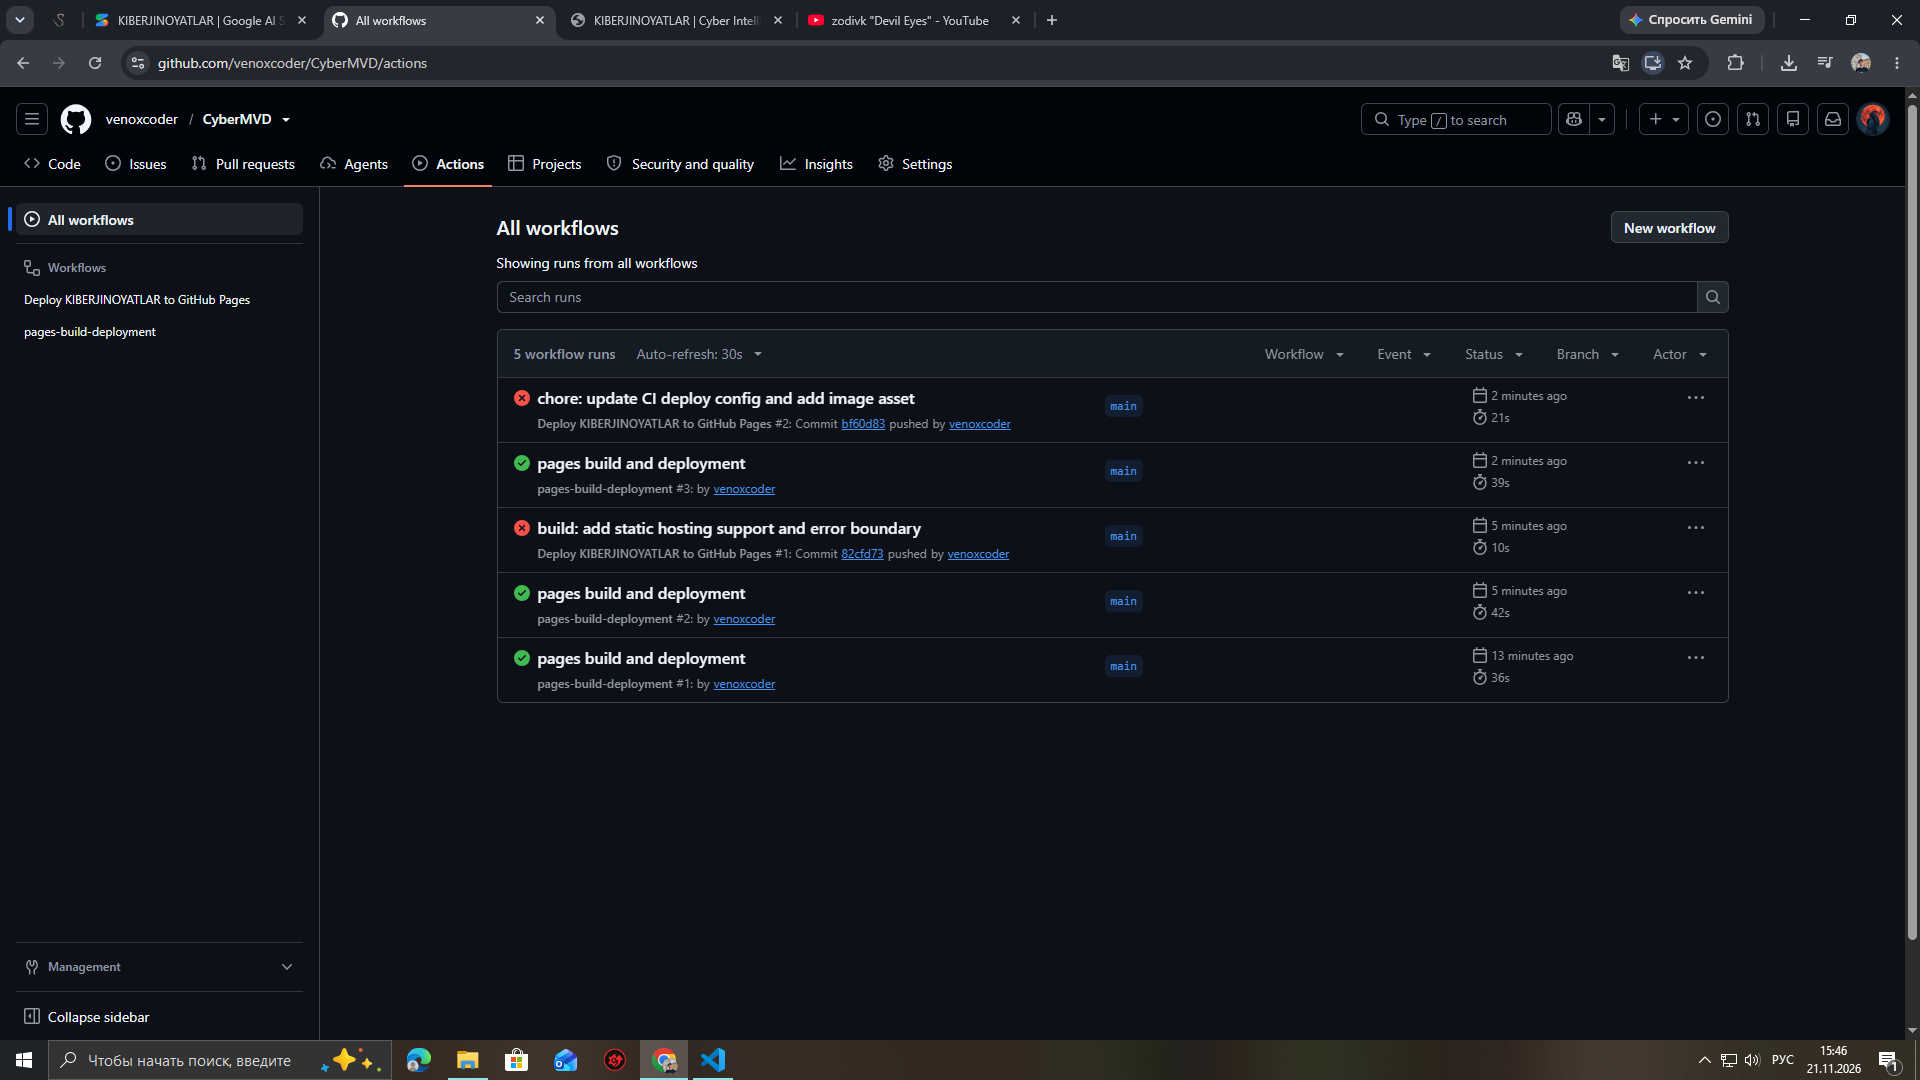 KIBERJINOYATLAR | Google AI S
All workflows
KIBERJINOYATLAR | Cyber Intell
zodivk "Devil Eyes" - YouTube
Спросить Gemini
github.com/venoxcoder/CyberMVD/actions
venoxcoder / CyberMVD
Type / to search
Code
Issues
Pull requests
Agents
Actions
Projects
Security and quality
Insights
Settings
All workflows
Workflows
Deploy KIBERJINOYATLAR to GitHub Pages
pages-build-deployment
Management
Collapse sidebar
All workflows
New workflow
Showing runs from all workflows
Search runs
5 workflow runs
Auto-refresh: 30s
Workflow
Event
Status
Branch
Actor
chore: update CI deploy config and add image asset
Deploy KIBERJINOYATLAR to GitHub Pages #2: Commit bf60d83 pushed by venoxcoder
main
2 minutes ago
21s
pages build and deployment
pages-build-deployment #3: by venoxcoder
main
2 minutes ago
39s
build: add static hosting support and error boundary
Deploy KIBERJINOYATLAR to GitHub Pages #1: Commit 82cfd73 pushed by venoxcoder
main
5 minutes ago
10s
pages build and deployment
pages-build-deployment #2: by venoxcoder
main
5 minutes ago
42s
pages build and deployment
pages-build-deployment #1: by venoxcoder
main
13 minutes ago
36s
Чтобы начать поиск, введите
РУС
15:46
21.11.2026
1